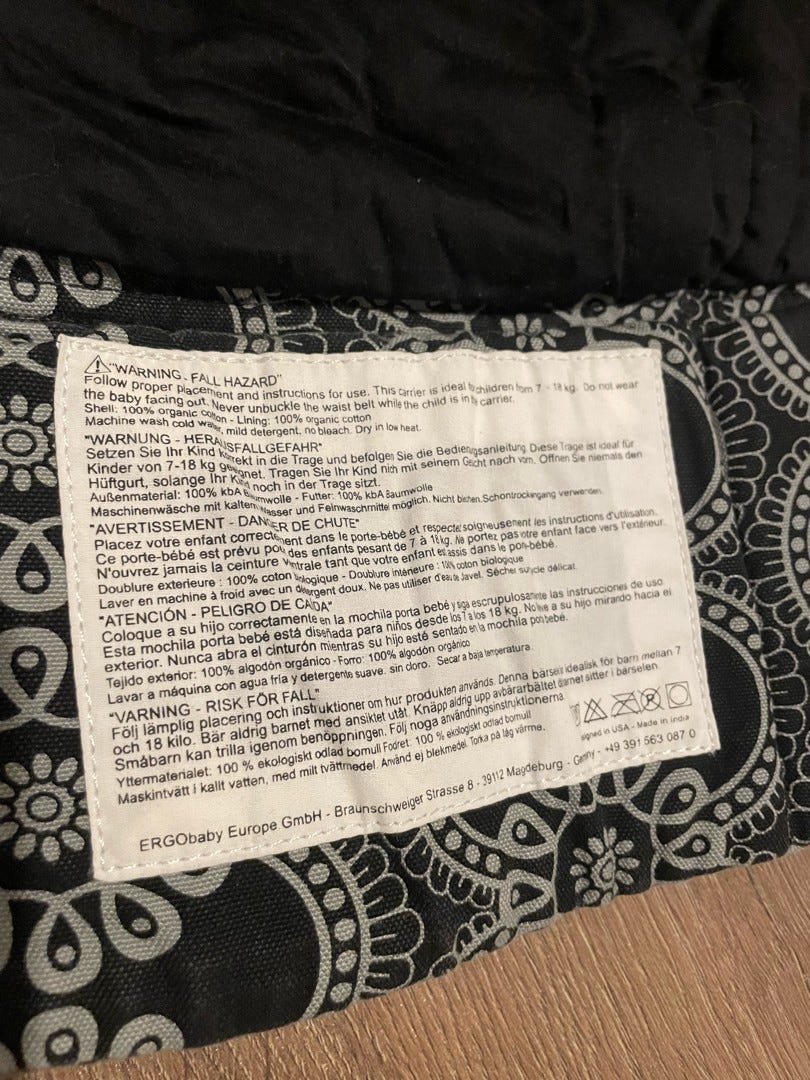 "WARNING - FALL HAZARD"
Follow proper placement and instructions for use. This carrier is ideal to children from 7 - 18 kg. Do not wear
the baby facing out. Never unbuckle the waist belt while the child is in carrier.
Shell: 100% organic cotton - Lining: 100% organic cotton
Machine wash cold water, mild detergent, no bleach. Dry in low heat.
"WARNUNG - HERAUSFALLGEFAHR"
Setzen Sie Ihr Kind korrekt in die Trage und befolgen Sie die Bedienungsanleitung Diese Trage ist ideal für
Kinder von 7-18 kg geeignet. Tragen Sie Ihr Kind nich mit seinem Gesicht nach vorn. Öffnen Sie niemals den
Hüftgurt, solange Ihr Kind noch in der Trage sitzt.
Außenmaterial: 100% kbA Baumwolle - Futter: 100% kbA Baumwolle
Maschinenwäsche mit kaltem Wasser und Feinwaschmittel möglich. Nicht bleichen. Schontrockingang verwenden.
"AVERTISSEMENT - DANGER DE CHUTE"
Placez votre enfant correctement dans le porte-bébé et respectez soigneusement les instructions d'utilisation.
Ce porte-bébé est prévu pour des enfants pesant de 7 à 18 kg. Ne portez pas votre enfant face vers l'extérieur.
N'ouvrez jamais la ceinture ventrale tant que votre enfant est assis dans le porte-bébé.
Doublure exterieure : 100% coton biologique - Doublure intérieure : 100% coton biologique
Laver en machine à froid avec un détergent doux. Ne pas utiliser d'eau de Javel. Sécher sur cycle délicat.
"ATENCIÓN - PELIGRO DE CAIDA"
Coloque a su hijo correctamente en la mochila porta bebé y siga escrupulosamente las instrucciones de uso
Esta mochila porta bebé está diseñada para niños desde los 7 a los 18 kg. No lleve a su hijo mirando hacia el
exterior. Nunca abra el cinturón mientras su hijo esté sentado en la mochila porta bebé.
Tejido exterior: 100% algodón orgánico - Forro: 100% algodón orgánico
Lavar a máquina con agua fría y detergente suave. sin cloro. Secar a baja temperatura.
"VARNING - RISK FÖR FALL"
Följ lämplig placering och instruktioner om hur produkten används. Denna bärsele idealisk för barn mellan 7
och 18 kilo. Bär aldrig barnet med ansiktet utåt. Knäpp aldrig upp avbärarbältet barnet sitter i bärselen.
Småbarn kan trilla igenom benöppningen. Följ noga användningsinstruktionerna
Yttermaterialet: 100 % ekologiskt odlad bomull Fodret: 100 % ekologiskt odlad bomull
Maskintvätt i kallt vatten, med milt tvättmedel. Använd ej blekmedel. Torka på låg värme.
signed in USA - Made in India
ERGObaby Europe GmbH - Braunschweiger Strasse 8 - 39112 Magdeburg - Germany - +49 391 563 087 0